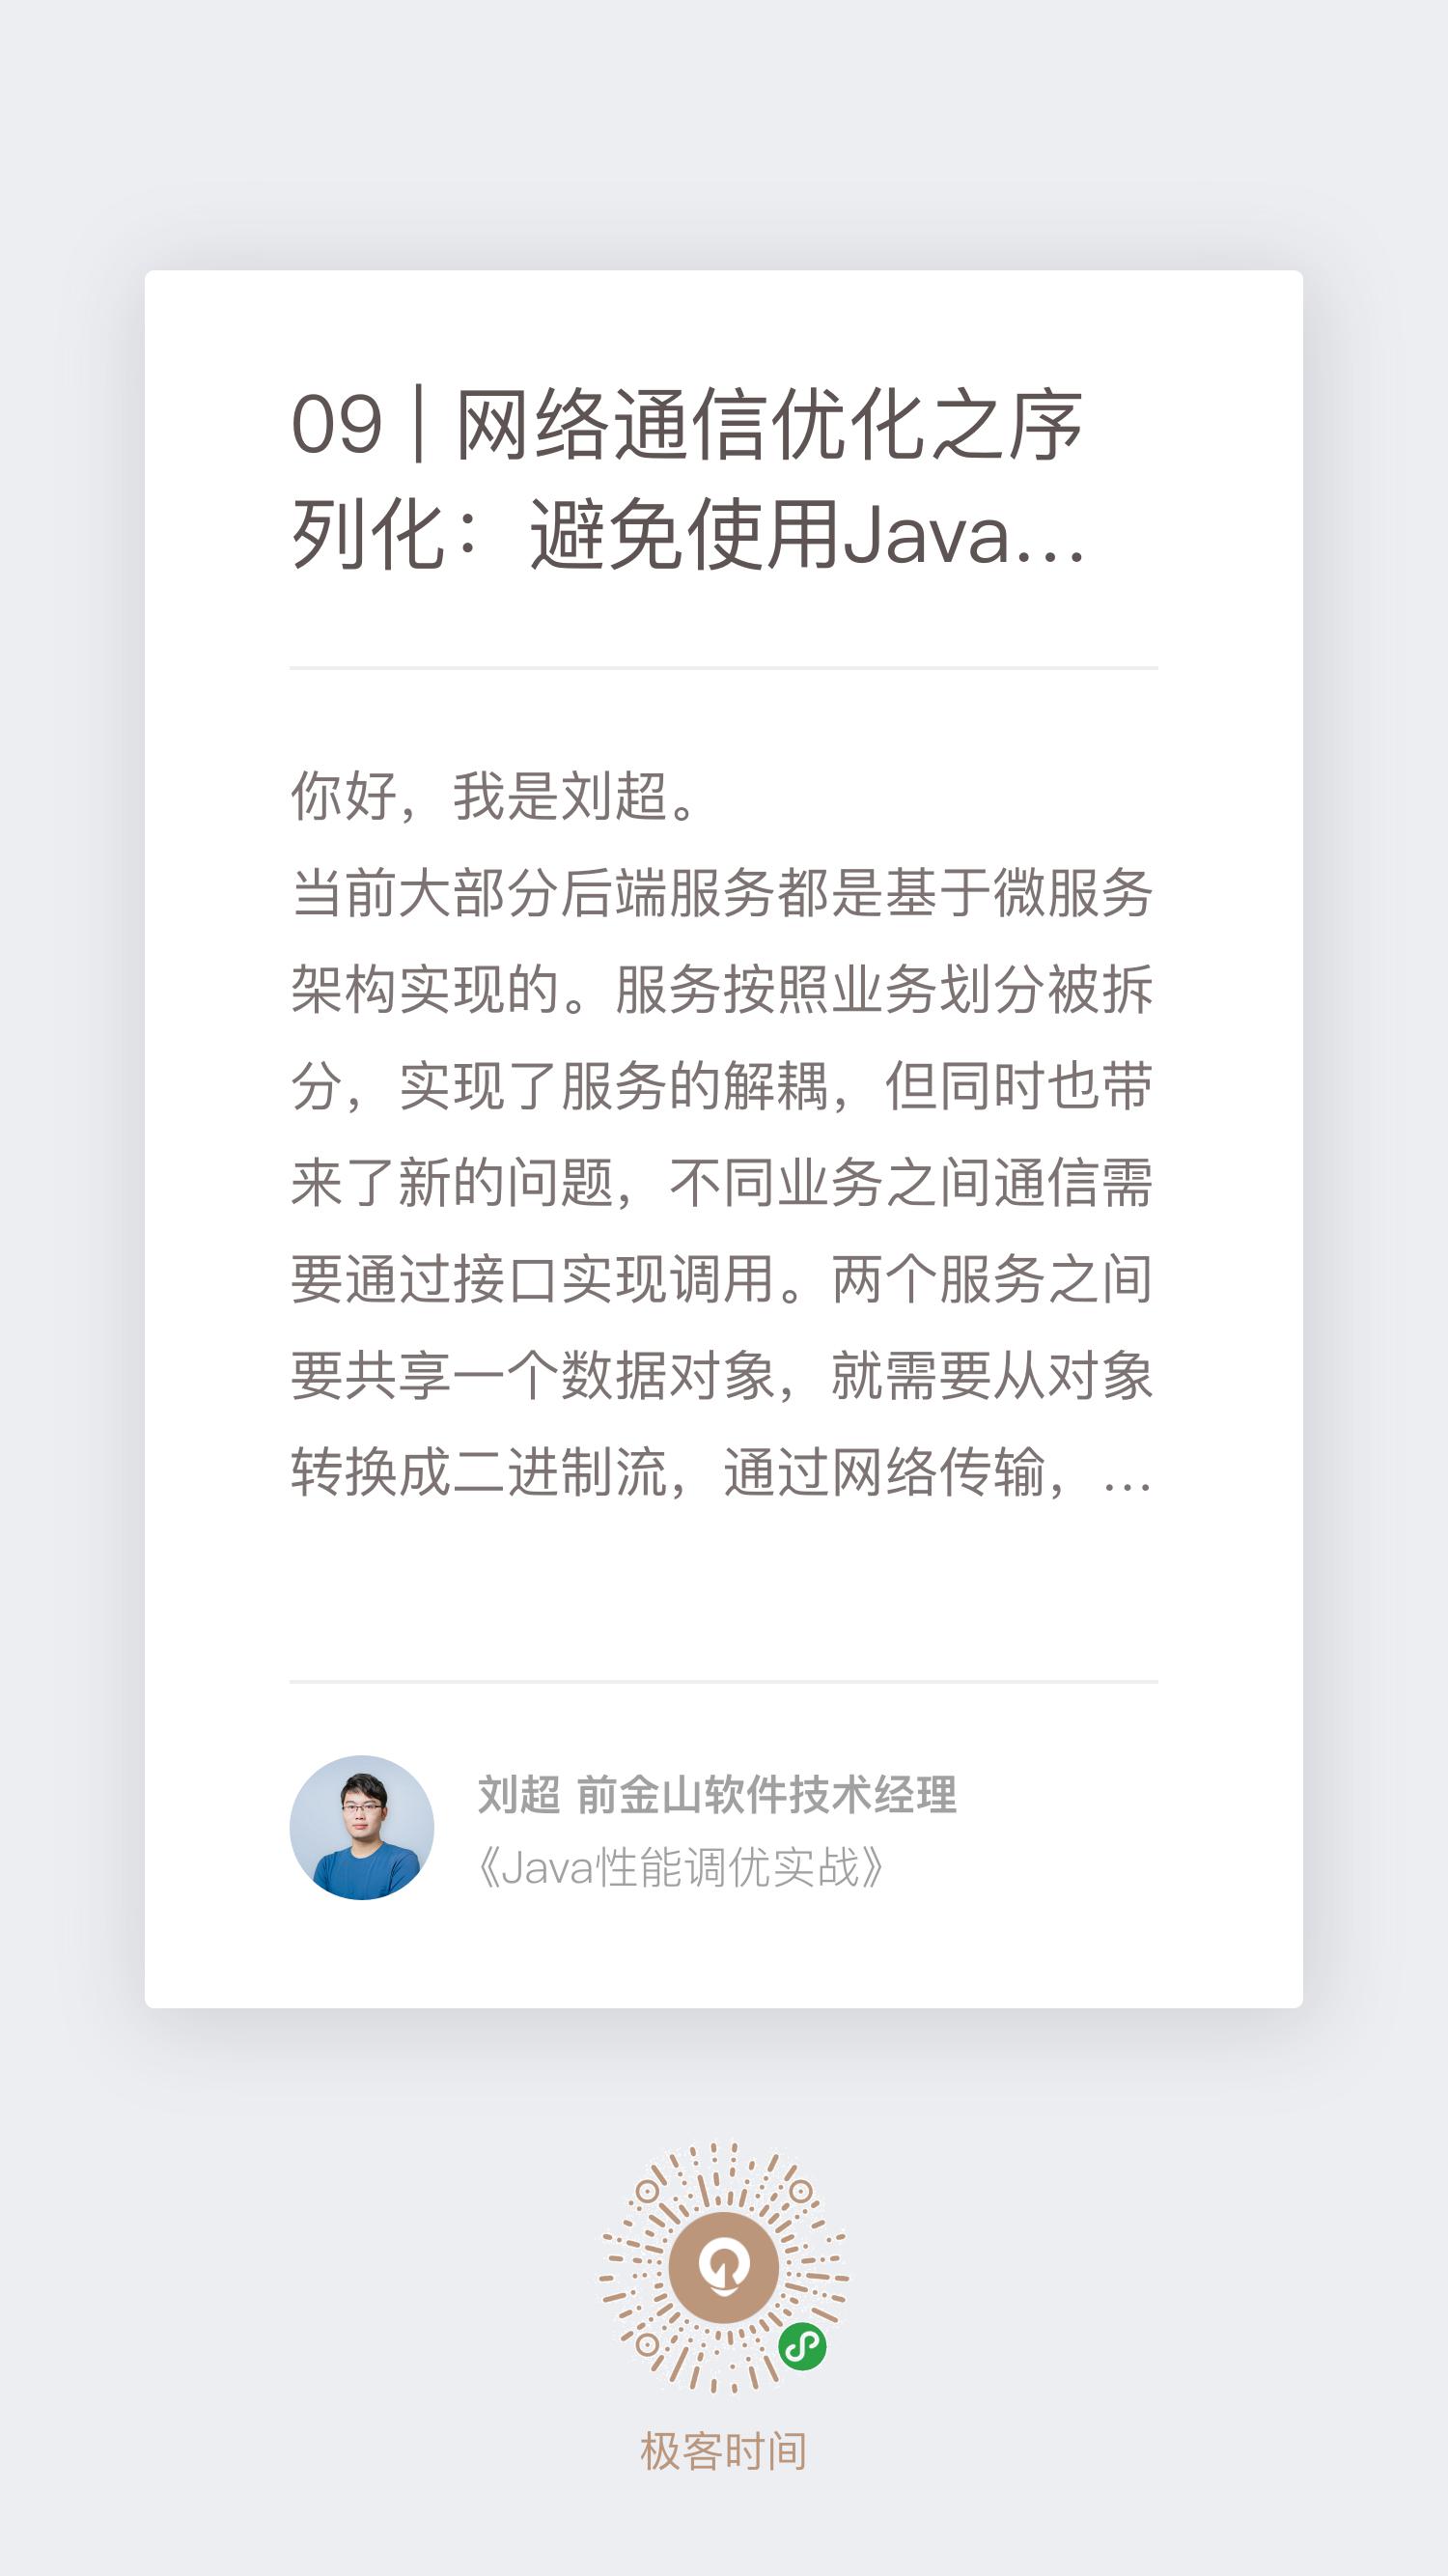 09 | 网络通信优化之序
列化：避免使用Java...
你好，我是刘超。
当前大部分后端服务都是基于微服务
架构实现的。服务按照业务划分被拆
分，实现了服务的解耦，但同时也带
来了新的问题，不同业务之间通信需
要通过接口实现调用。两个服务之间
要共享一个数据对象，就需要从对象
转换成二进制流，通过网络传输，...
刘超 前金山软件技术经理
《Java性能调优实战》
极客时间